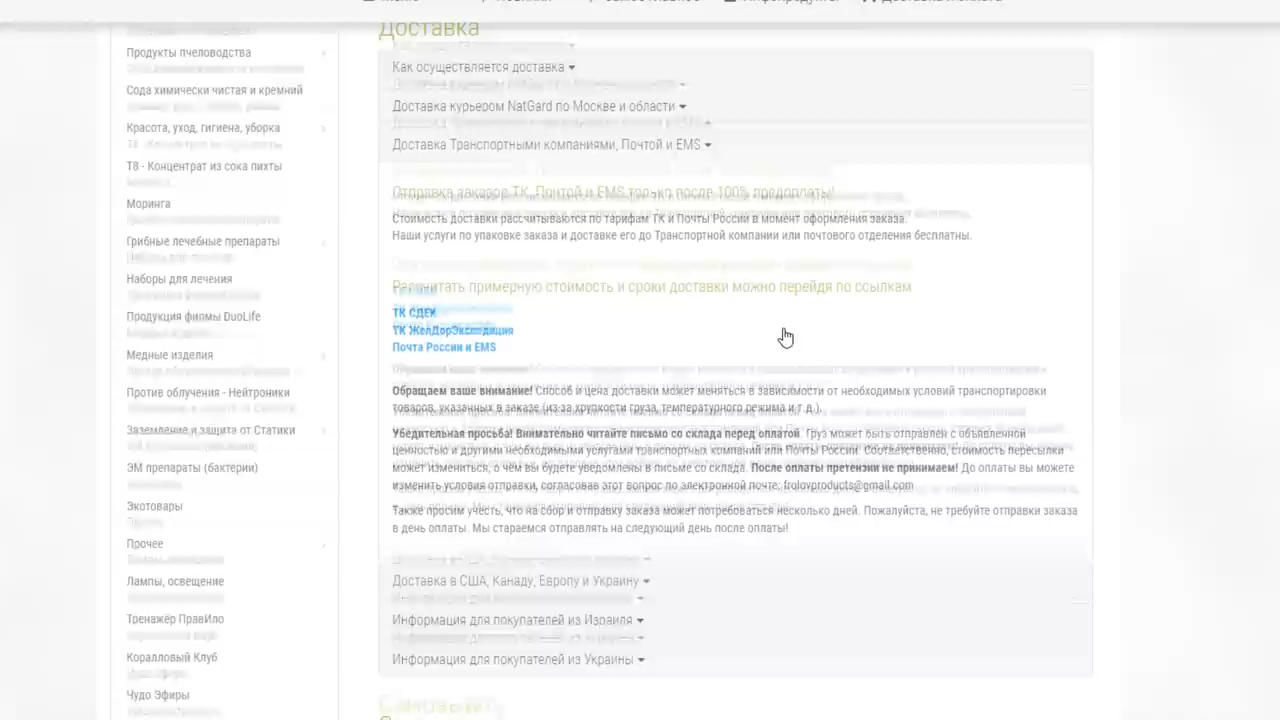 Доставка
Продукты пчеловодства
Сода химически чистая и кремний
Красота, уход, гигиена, уборка
Т8 - Концентрат из сока пихты
Моринга
Грибные лечебные препараты
Наборы для лечения
Продукция фирмы DuoLife
Медные изделия
Против облучения - Нейтроники
Заземление и защита от Статики
ЭМ препараты (бактерии)
Экотовары
Прочее
Лампы, освещение
Тренажёр ПравИло
Коралловый Клуб
Чудо Эфиры
Как осуществляется доставка
Доставка курьером NatGard по Москве и области
Доставка Транспортными компаниями, Почтой и EMS
Отправка заказов ТК, Почтой и EMS только после 100% предоплаты!
Стоимость доставки рассчитываются по тарифам ТК и Почты России в момент оформления заказа.
Наши услуги по упаковке заказа и доставке его до Транспортной компании или почтового отделения бесплатны.
Расчитать примерную стоимость и сроки доставки можно перейдя по ссылкам
ТК СДЕК
ТК ЖелДорЭкспедиция
Почта России и EMS
Обращаем ваше внимание! Способ и цена доставки может меняться в зависимости от необходимых условий транспортировки
товаров, указанных в заказе (из-за хрупкости груза, температурного режима и т.д.).
Убедительная просьба! Внимательно читайте письмо со склада перед оплатой. Груз может быть отправлен с объявленной
ценностью и другими необходимыми услугами транспортных компаний или Почты России. Соответственно, стоимость пересылки
может измениться, о чем вы будете уведомлены в письме со склада. После оплаты претензии не принимаем! До оплаты вы можете
изменить условия отправки, согласовав этот вопрос по электронной почте: frolovproducts@gmail.com
Также просим учесть, что на сбор и отправку заказа может потребоваться несколько дней. Пожалуйста, не требуйте отправки заказа
в день оплаты. Мы стараемся отправлять на следующий день после оплаты!
Доставка в США, Канаду, Европу и Украину
Информация для покупателей из Израиля
Информация для покупателей из Украины